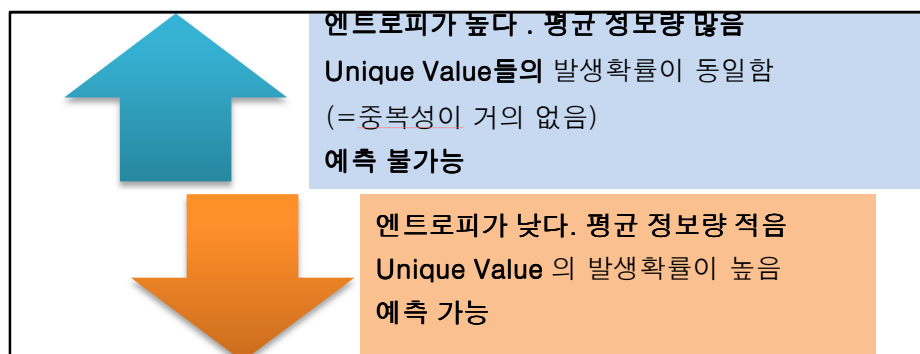 엔트로피가 높다 . 평균 정보량 많음
Unique Value들의 발생확률이 동일함
(=중복성이 거의 없음)
예측 불가능
엔트로피가 낮다. 평균 정보량 적음
Unique Value 의 발생확률이 높음
예측 가능